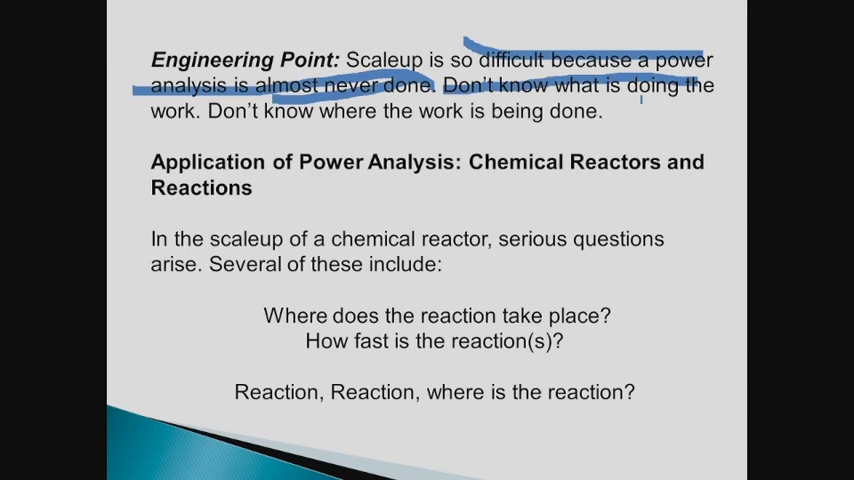 Engineering Point: Scaleup is so difficult because a power
analysis is almost never done. Don't know what is doing the
work. Don't know where the work is being done.
Application of Power Analysis: Chemical Reactors and
Reactions
In the scaleup of a chemical reactor, serious questions
arise. Several of these include:
Where does the reaction take place?
How fast is the reaction(s)?
Reaction, Reaction, where is the reaction?